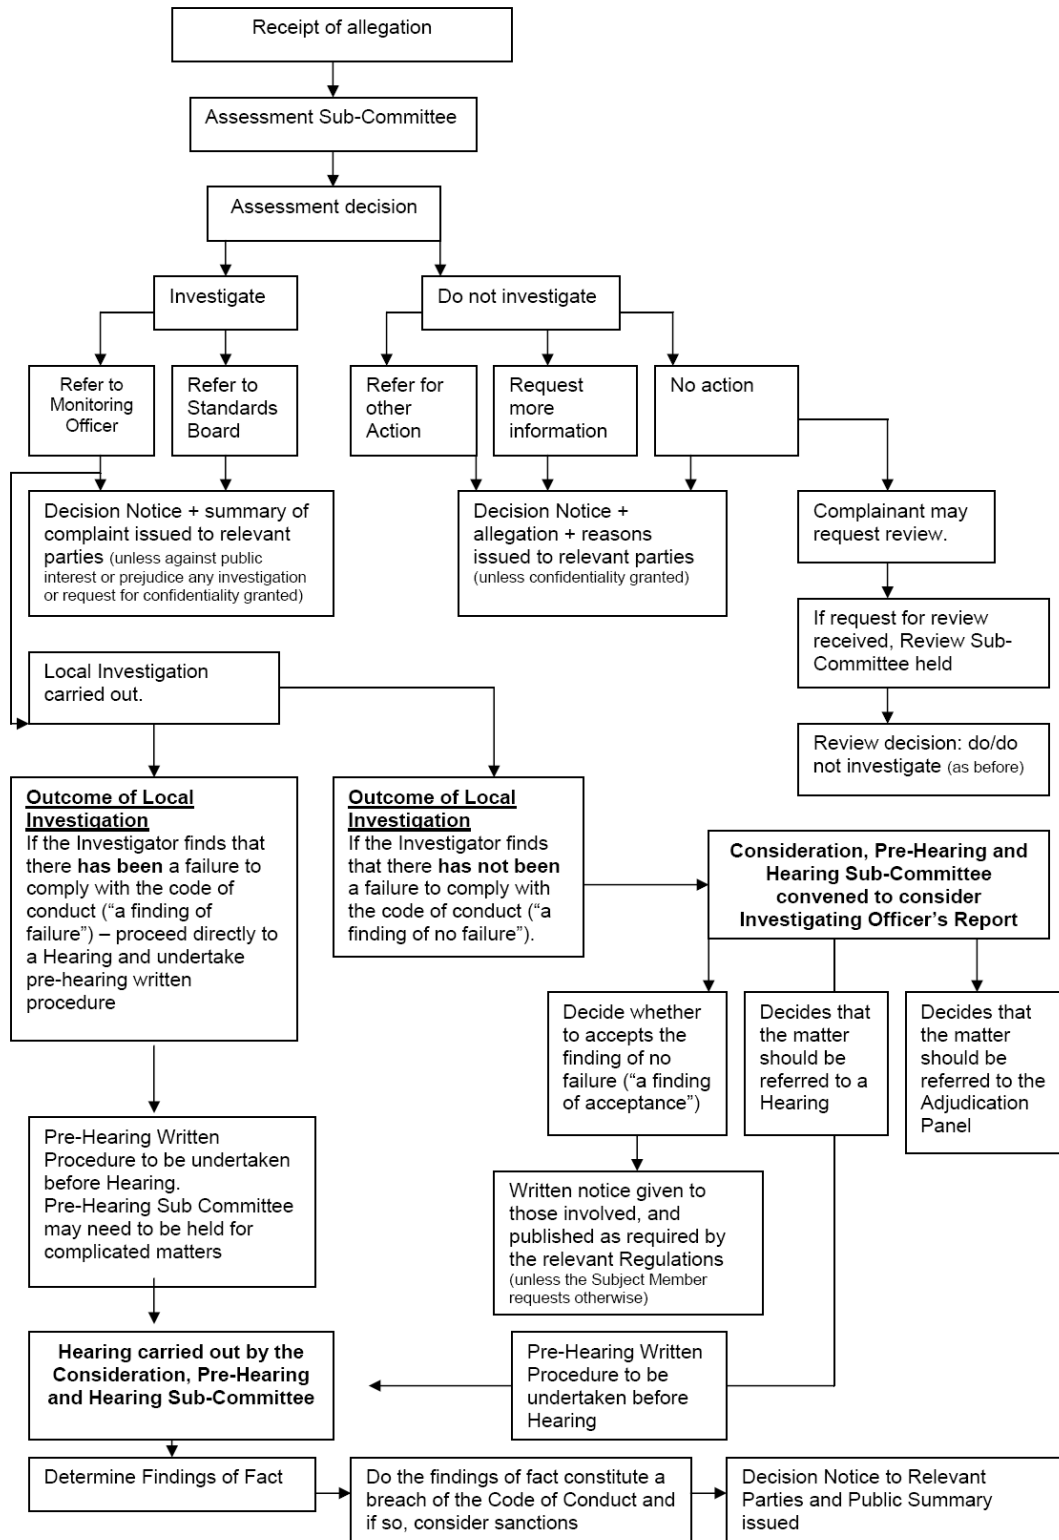 Receipt of allegation
Assessment Sub-Committee
Assessment decision
Investigate
Do not investigate
Refer to
Monitoring
Officer
Refer to
Standards
Board
Refer for
other
Action
Request
more
information
No action
Decision Notice + summary of
complaint issued to relevant
parties (unless against public
interest or prejudice any investigation
or request for confidentiality granted)
Decision Notice +
allegation + reasons
issued to relevant parties
(unless confidentiality granted)
Complainant may
request review.
If request for review
received, Review Sub-
Committee held
Review decision: do/do
not investigate (as before)
Local Investigation
carried out.
Outcome of Local
Investigation
If the Investigator finds that
there has been a failure to
comply with the code of
conduct (“a finding of
failure”) – proceed directly to
a Hearing and undertake
pre-hearing written
procedure
Outcome of Local
Investigation
If the Investigator finds
that there has not been
a failure to comply with
the code of conduct (“a
finding of no failure”).
Consideration, Pre-Hearing and
Hearing Sub-Committee
convened to consider
Investigating Officer’s Report
Decide whether
to accepts the
finding of no
failure (“a finding
of acceptance”)
Decides that
the matter
should be
referred to a
Hearing
Decides that
the matter
should be
referred to the
Adjudication
Panel
Pre-Hearing Written
Procedure to be undertaken
before Hearing.
Pre-Hearing Sub Committee
may need to be held for
complicated matters
Written notice given to
those involved, and
published as required by
the relevant Regulations
(unless the Subject Member
requests otherwise)
Hearing carried out by the
Consideration, Pre-Hearing
and Hearing Sub-Committee
Pre-Hearing Written
Procedure to be
undertaken before
Hearing
Determine Findings of Fact
Do the findings of fact constitute a
breach of the Code of Conduct and
if so, consider sanctions
Decision Notice to Relevant
Parties and Public Summary
issued